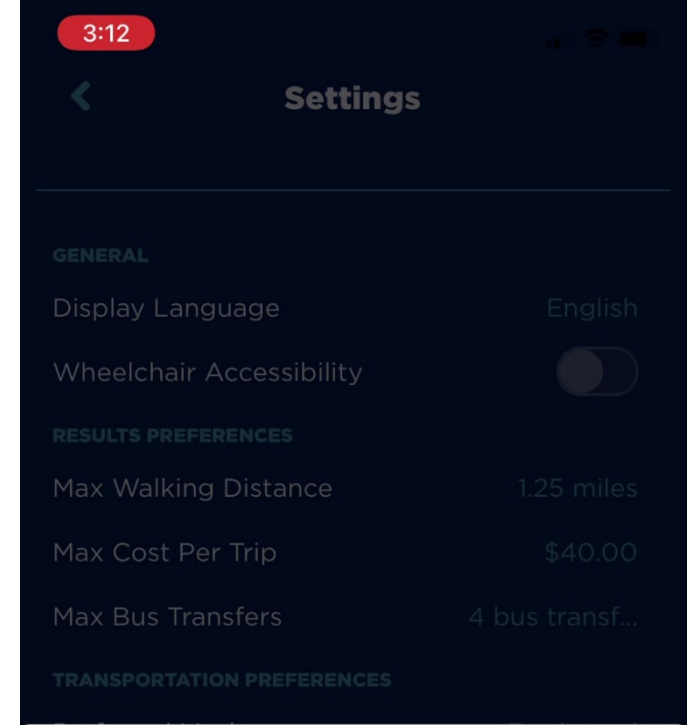 3:12
Settings
GENERAL
Display Language English
Wheelchair Accessibility
RESULTS PREFERENCES
Max Walking Distance 1.25 miles
Max Cost Per Trip $40.00
Max Bus Transfers 4 bus transf...
TRANSPORTATION PREFERENCES